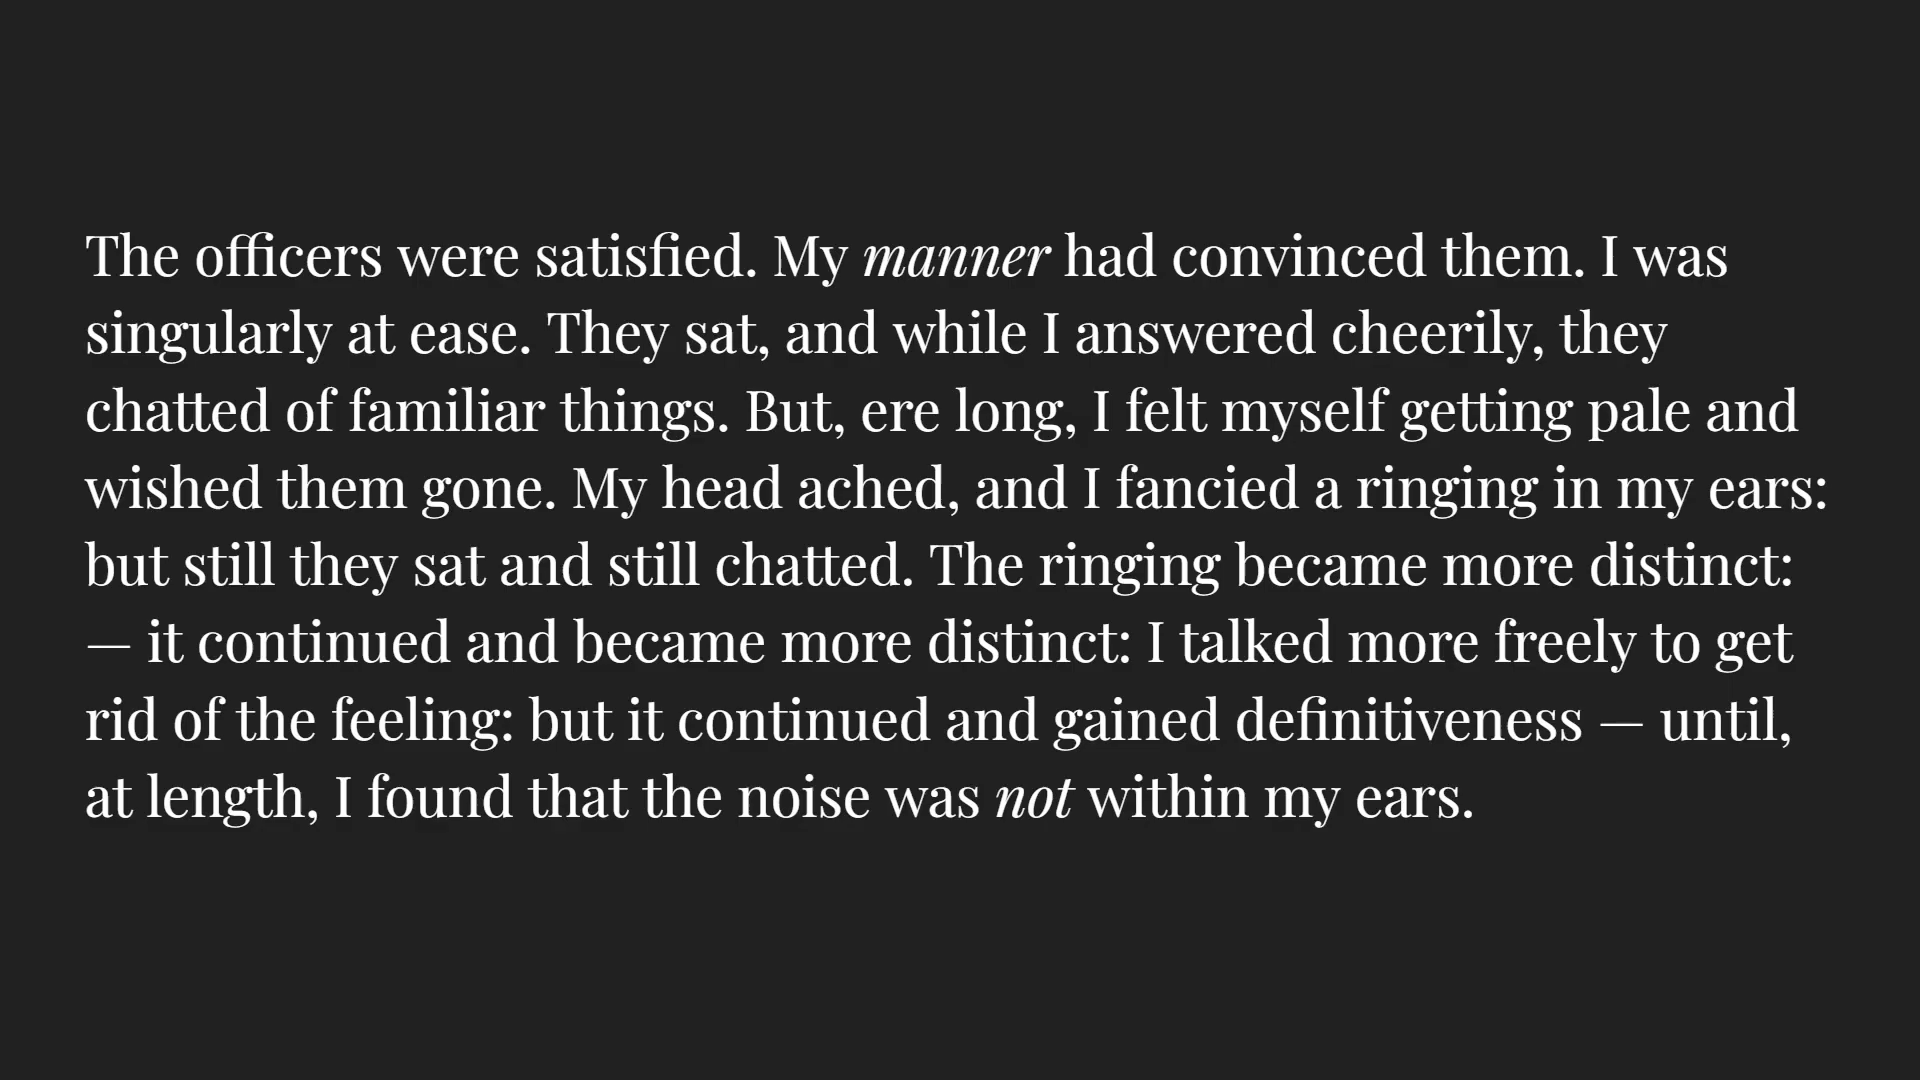 The officers were satisfied. My manner had convinced them. I was
singularly at ease. They sat, and while I answered cheerily, they
chatted of familiar things. But, ere long, I felt myself getting pale and
wished them gone. My head ached, and I fancied a ringing in my ears:
but still they sat and still chatted. The ringing became more distinct:
— it continued and became more distinct: I talked more freely to get
rid of the feeling: but it continued and gained definitiveness — until,
at length, I found that the noise was not within my ears.